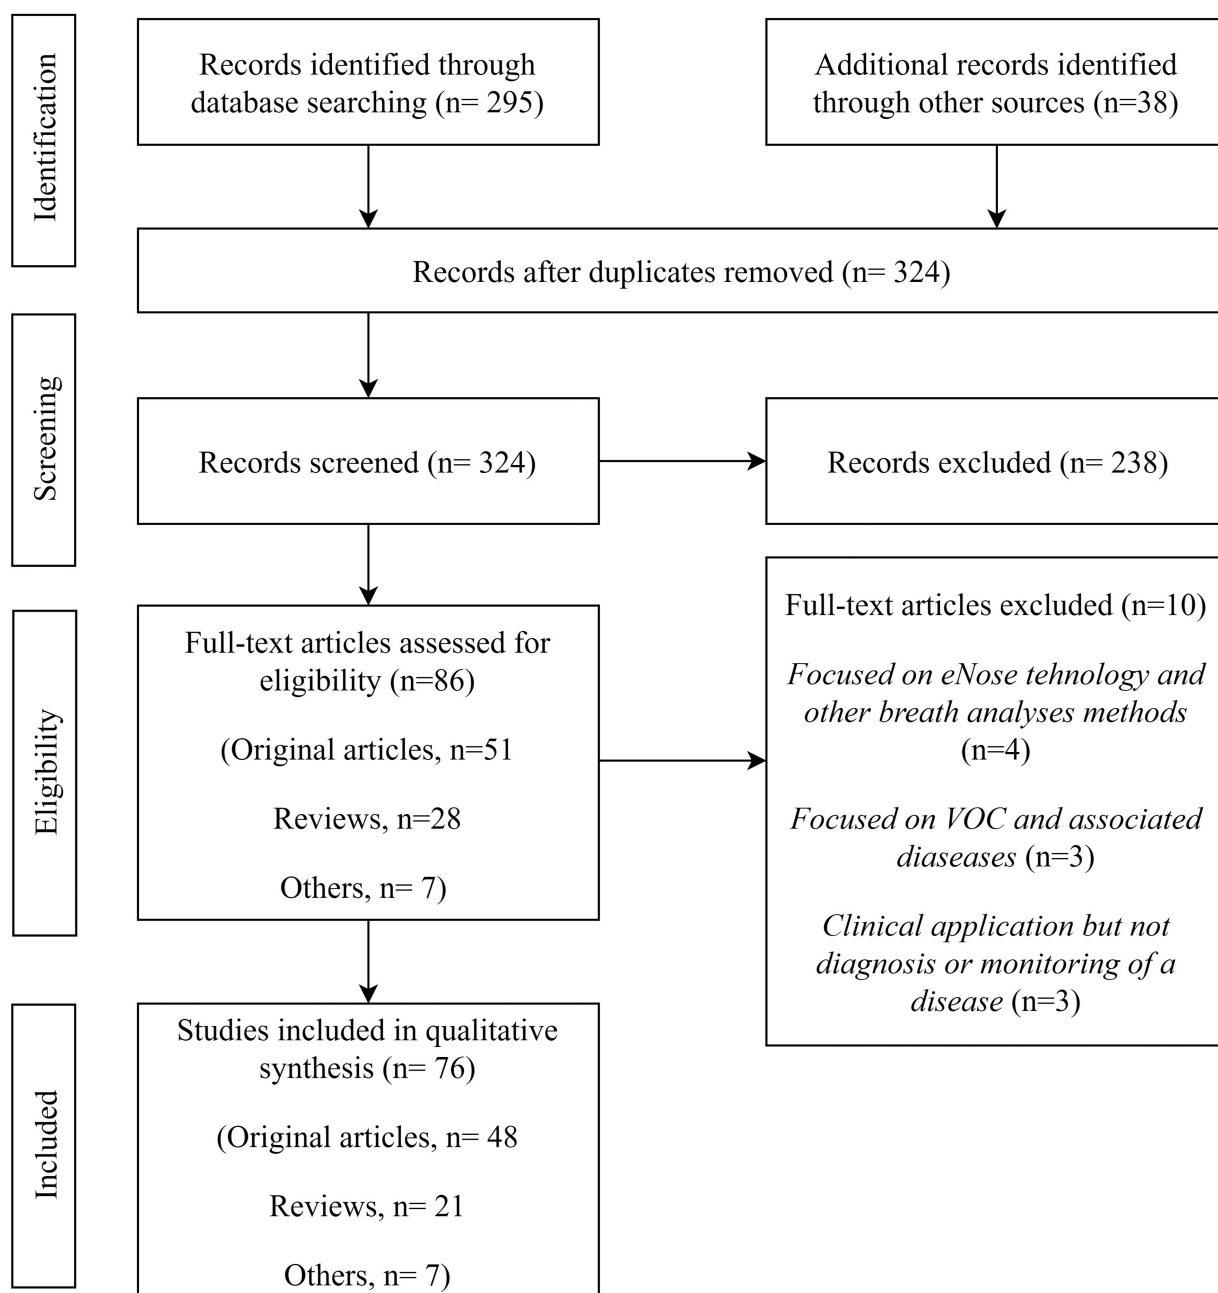 Identification
Records identified through
database searching (n= 295)
Additional records identified
through other sources (n=38)
Records after duplicates removed (n= 324)
Screening
Records screened (n= 324)
Records excluded (n= 238)
Eligibility
Full-text articles assessed for
eligibility (n=86)
(Original articles, n=51
Reviews, n=28
Others, n= 7)
Full-text articles excluded (n=10)
Focused on eNose tehnology and
other breath analyses methods
(n=4)
Focused on VOC and associated
diaseases (n=3)
Clinical application but not
diagnosis or monitoring of a
disease (n=3)
Included
Studies included in qualitative
synthesis (n= 76)
(Original articles, n= 48
Reviews, n= 21
Others, n= 7)